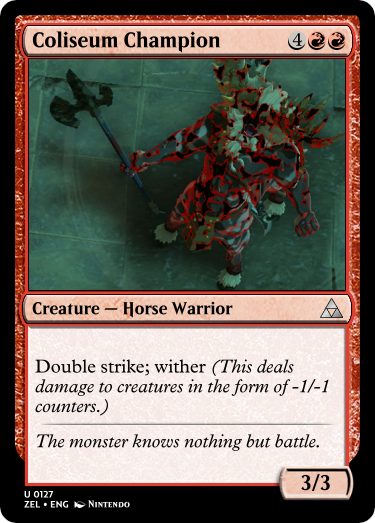 Coliseum Champion 4
Creature — Horse Warrior
Double strike; wither (This deals
damage to creatures in the form of -1/-1
counters.)
The monster knows nothing but battle.
3/3
U 0127
ZEL • ENG Nintendo